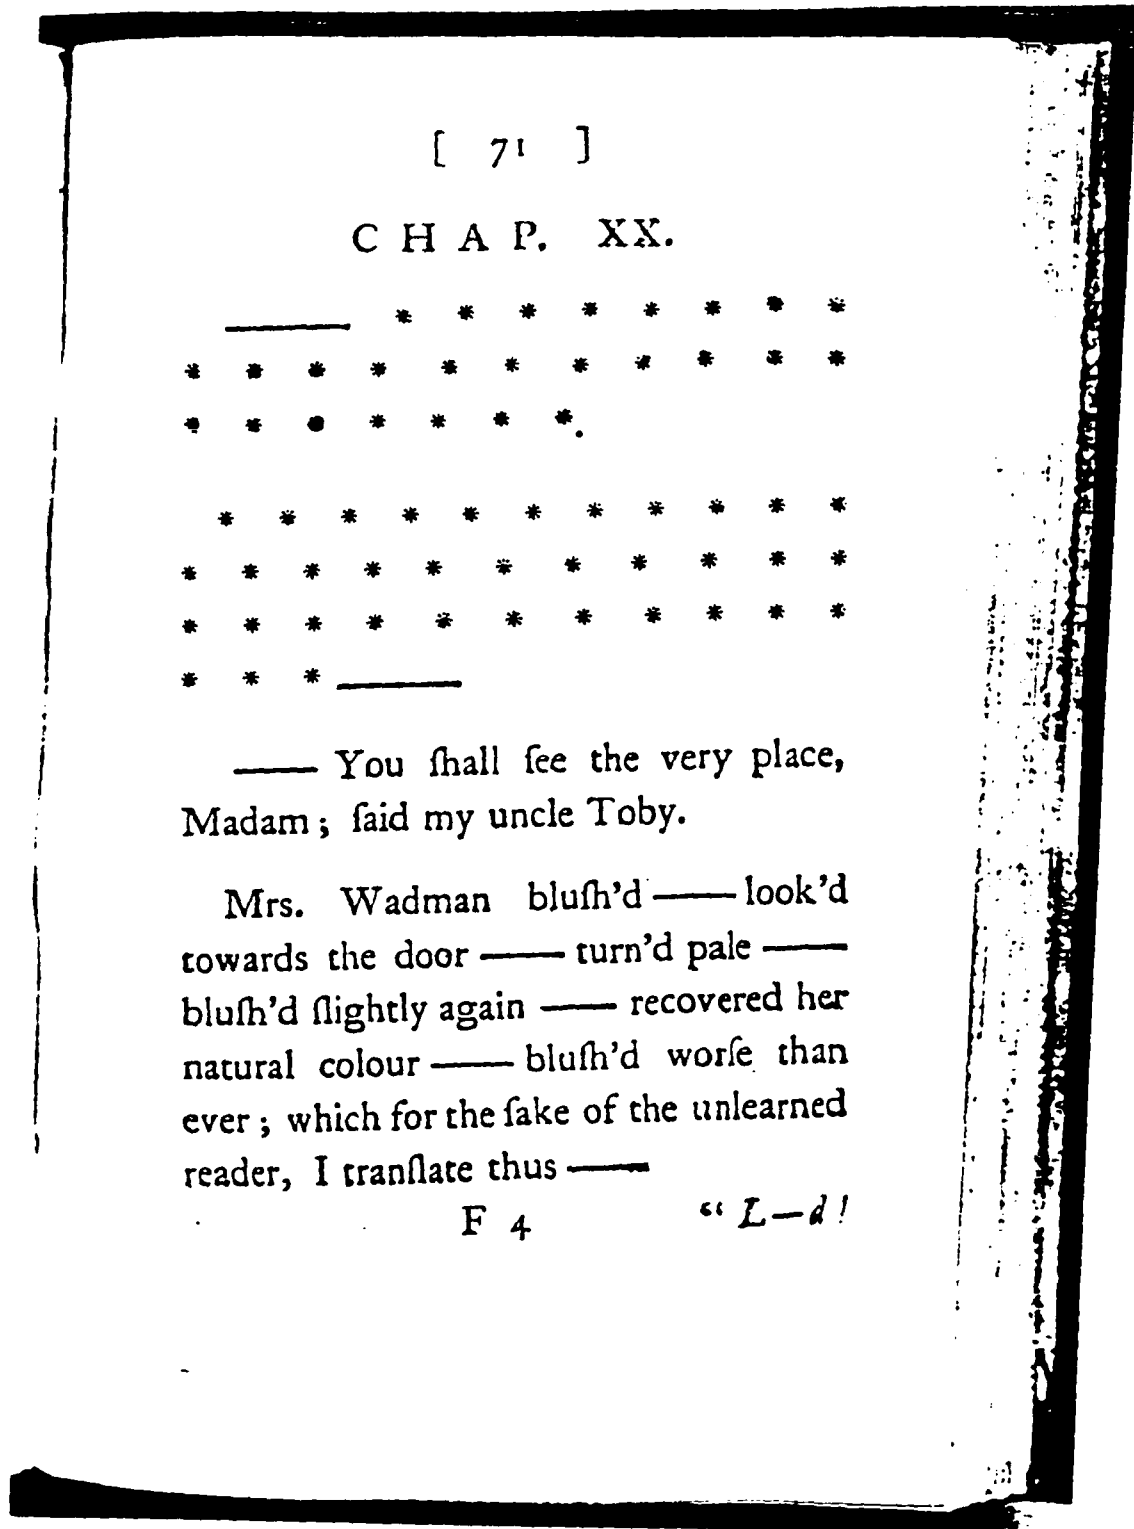 [ 71 ]
CHAP. XX.
—— * * * * * * * *
* * * * * * * * * * *
* * * * * * *.
* * * * * * * * * * *
* * * * * * * * * * *
* * * * * * * * * * *
* * * ——
—— You ſhall ſee the very place,
Madam; ſaid my uncle Toby.
Mrs. Wadman bluſh'd —— look'd
towards the door —— turn'd pale ——
bluſh'd ſlightly again —— recovered her
natural colour —— bluſh'd worſe than
ever; which for the ſake of the unlearned
reader, I tranſlate thus ——
F 4 “ L—d!